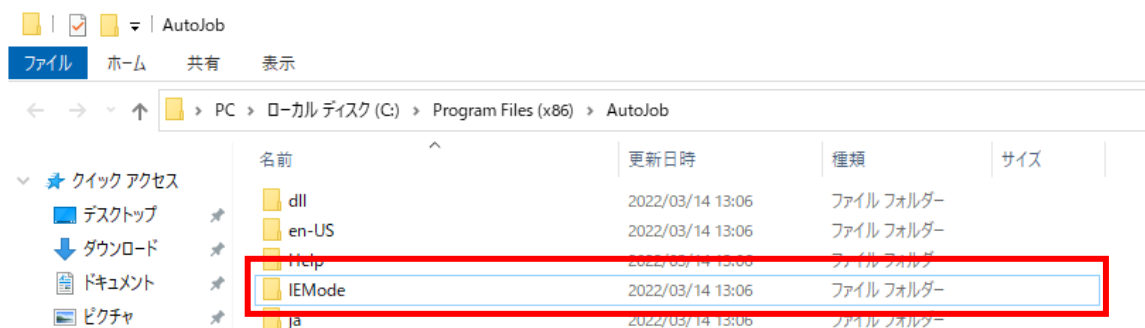 AutoJob
ファイル ホーム 共有 表示
PC > ローカル ディスク (C:) > Program Files (x86) > AutoJob
名前 更新日時 種類 サイズ
クイック アクセス
デスクトップ
ダウンロード
ドキュメント
ピクチャ
dll 2022/03/14 13:06 ファイル フォルダー
en-US 2022/03/14 13:06 ファイル フォルダー
Help 2022/03/14 13:06 ファイル フォルダー
IEMode 2022/03/14 13:06 ファイル フォルダー
ja 2022/03/14 13:06 ファイル フォルダー